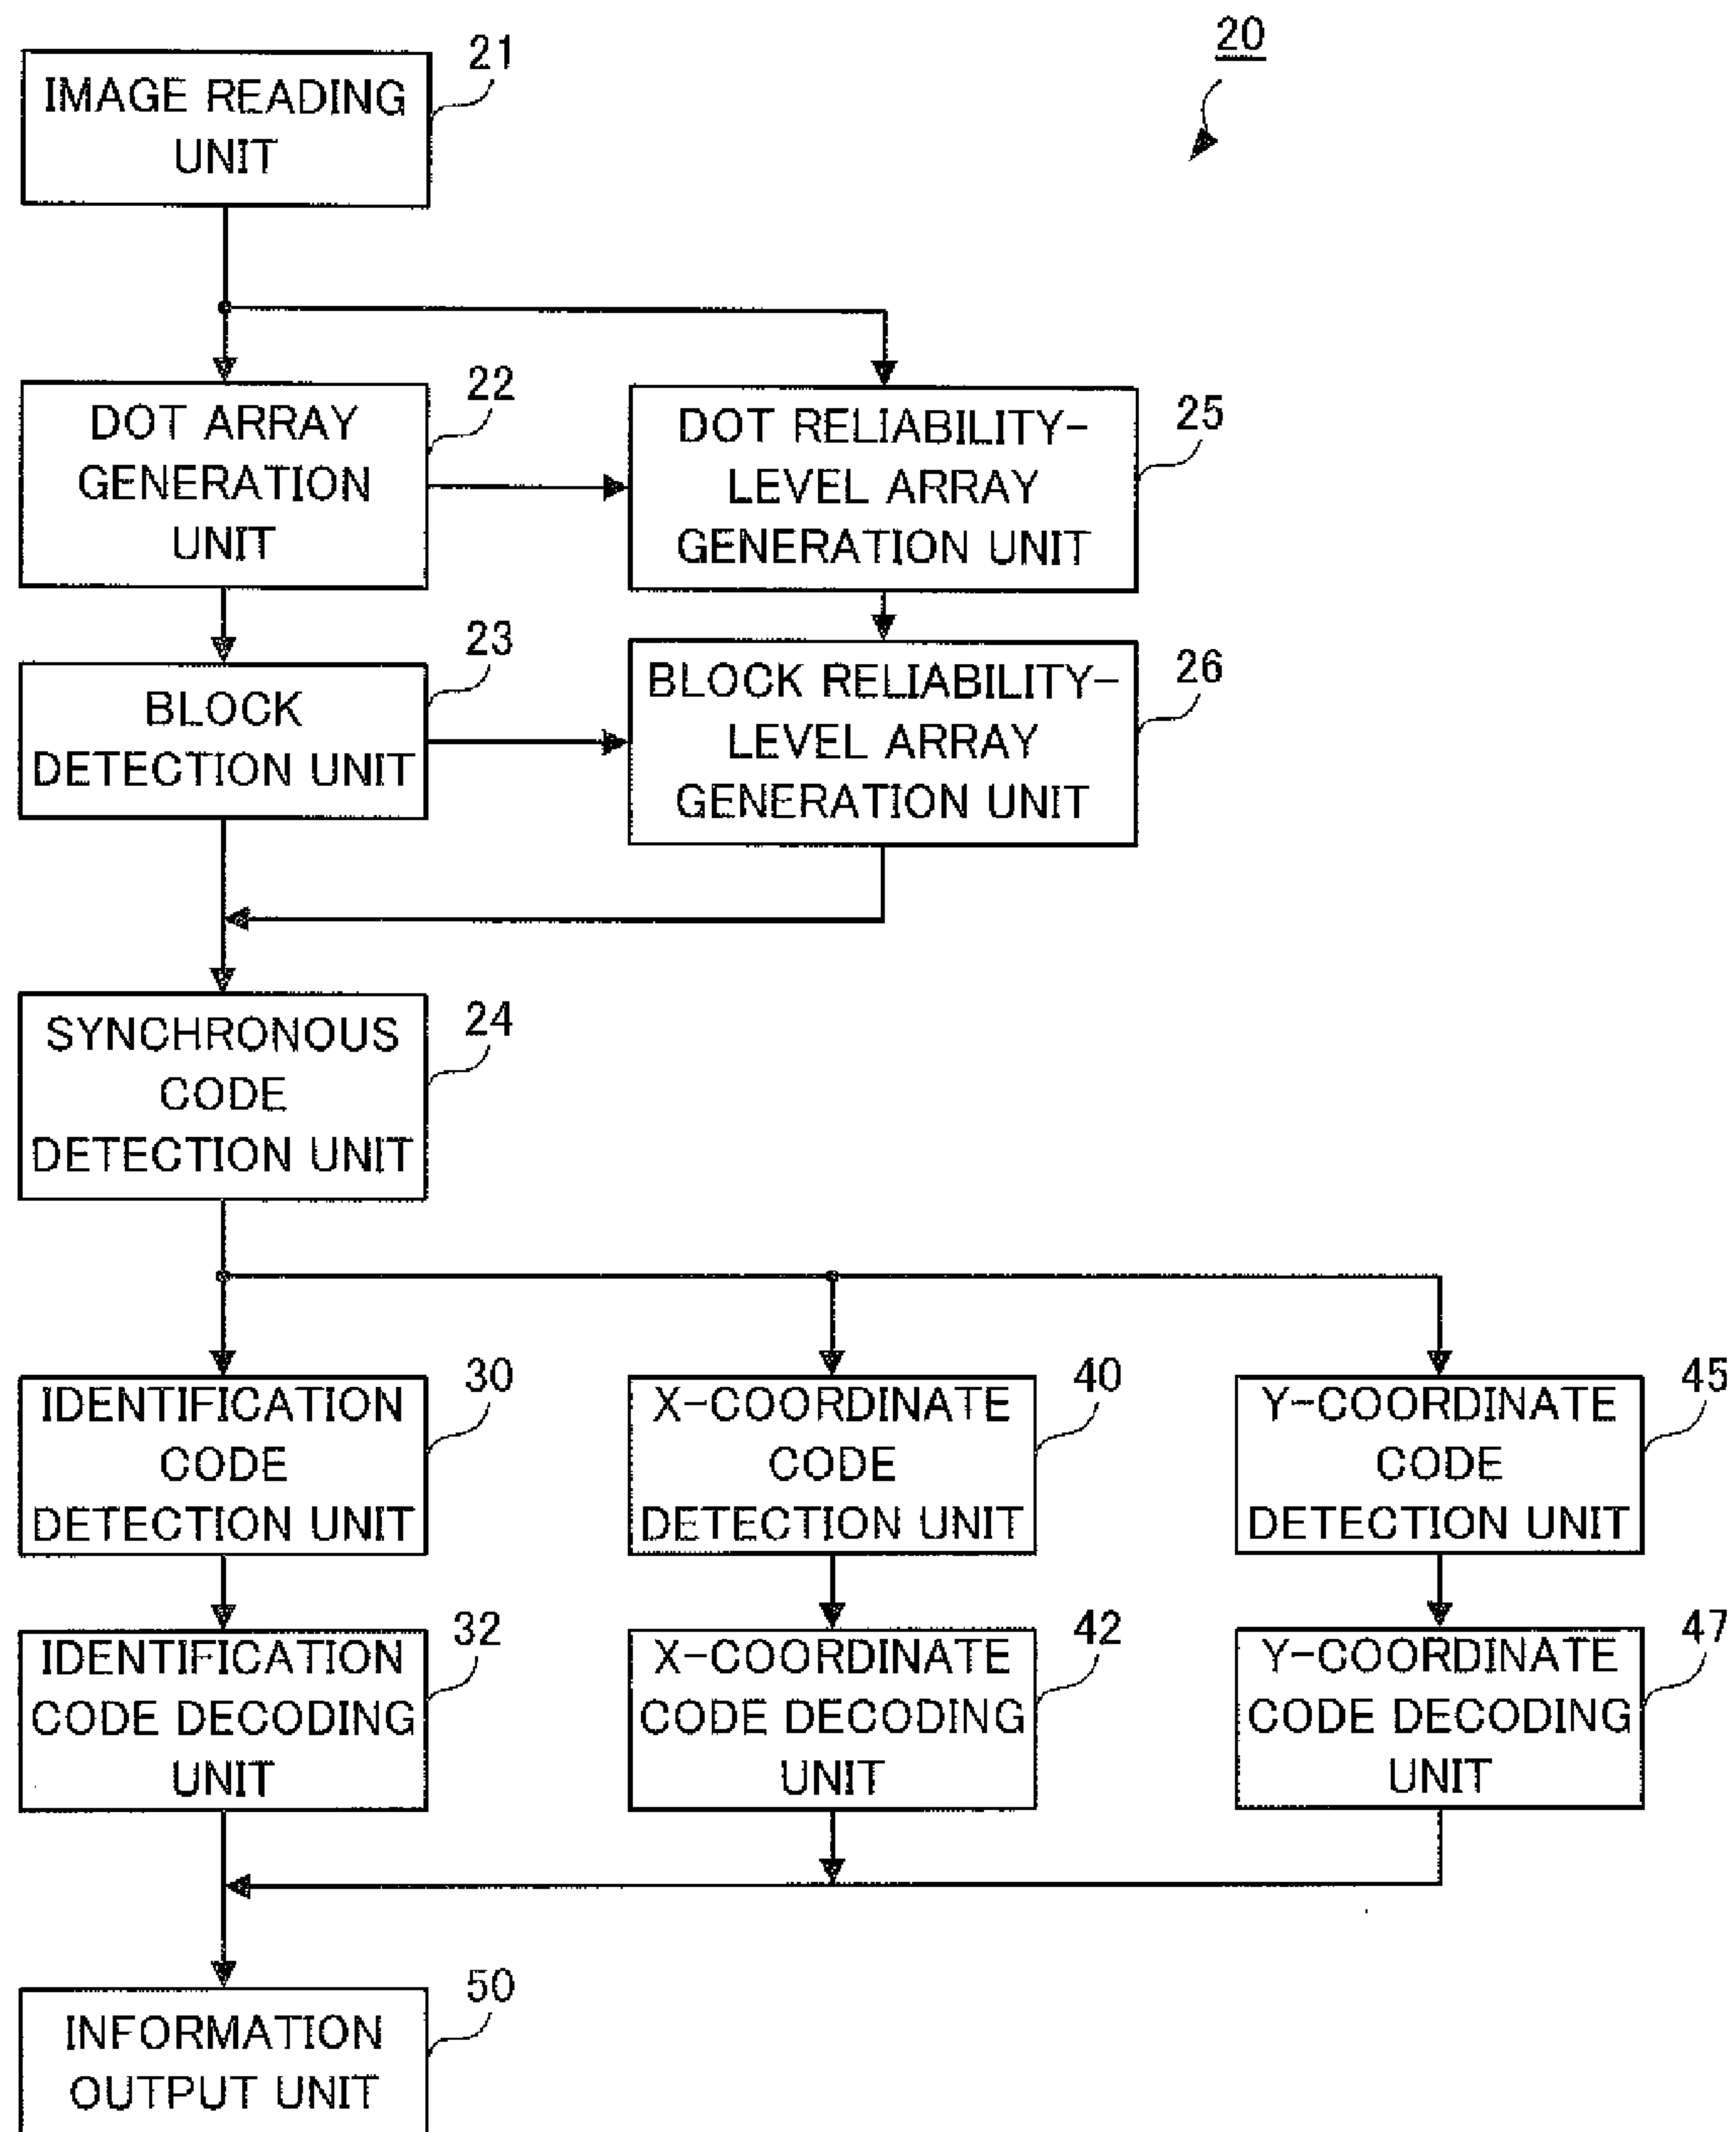 20
21
IMAGE READING
UNIT
22
DOT ARRAY
GENERATION
UNIT
25
DOT RELIABILITY-
LEVEL ARRAY
GENERATION UNIT
23
BLOCK
DETECTION UNIT
26
BLOCK RELIABILITY-
LEVEL ARRAY
GENERATION UNIT
24
SYNCHRONOUS
CODE
DETECTION UNIT
30
IDENTIFICATION
CODE
DETECTION UNIT
40
X-COORDINATE
CODE
DETECTION UNIT
45
Y-COORDINATE
CODE
DETECTION UNIT
32
IDENTIFICATION
CODE DECODING
UNIT
42
X-COORDINATE
CODE DECODING
UNIT
47
Y-COORDINATE
CODE DECODING
UNIT
50
INFORMATION
OUTPUT UNIT